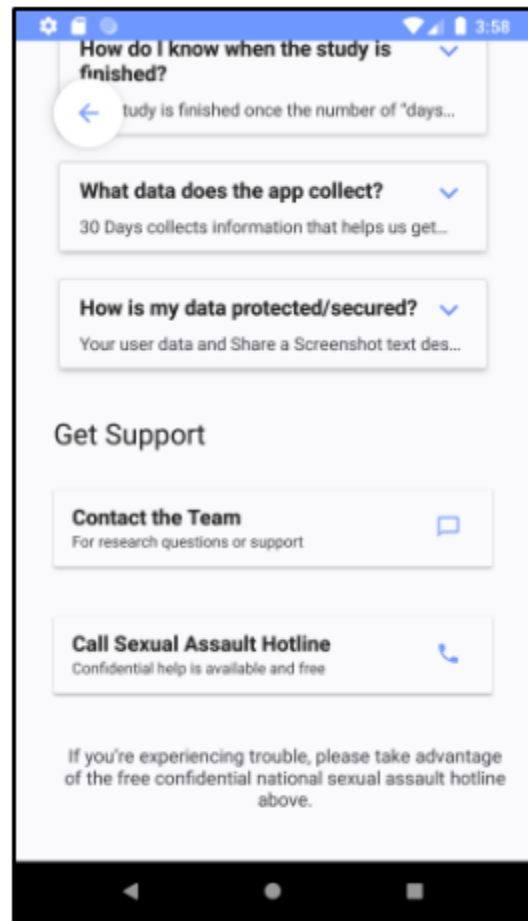 3:58
How do I know when the study is
finished?
tudy is finished once the number of "days...
What data does the app collect?
30 Days collects information that helps us get...
How is my data protected/secured?
Your user data and Share a Screenshot text des...
Get Support
Contact the Team
For research questions or support
Call Sexual Assault Hotline
Confidential help is available and free
If you're experiencing trouble, please take advantage
of the free confidential national sexual assault hotline
above.